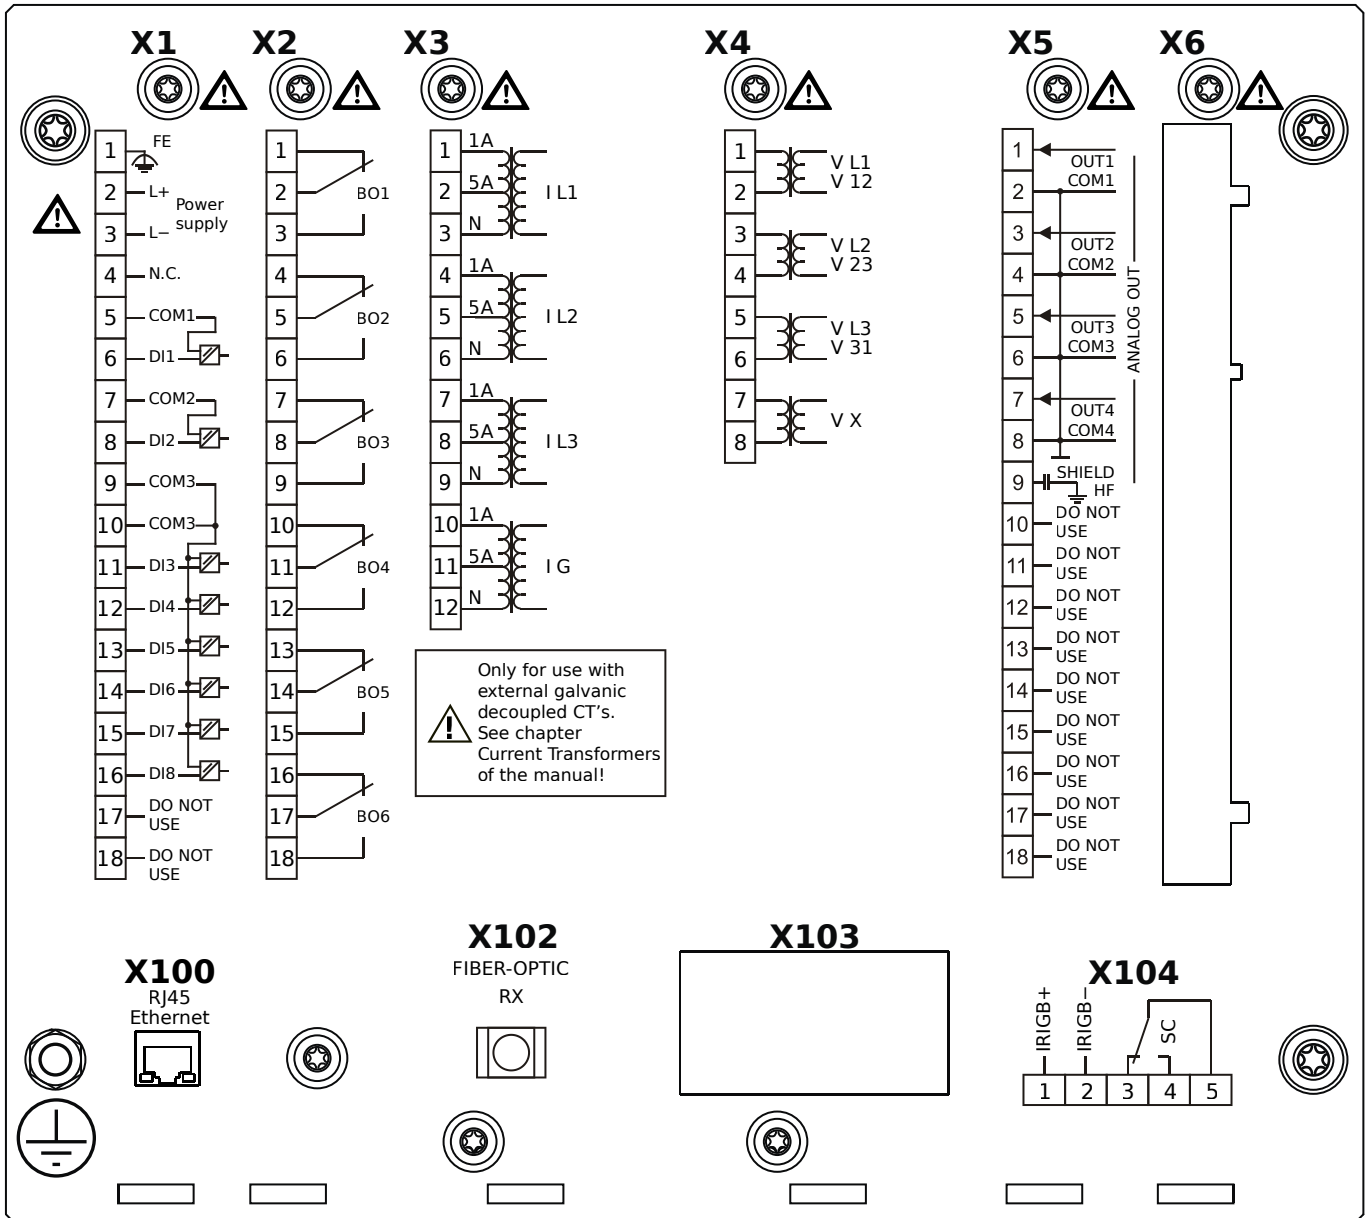 X1
X2
X3
X4
X5
X6
1
FE
2
L+
Power
supply
3
L−
4
N.C.
5
COM1
6
DI1
7
COM2
8
DI2
9
COM3
10
COM3
11
DI3
12
DI4
13
DI5
14
DI6
15
DI7
16
DI8
17
DO NOT
USE
18
DO NOT
USE
1
2
BO1
3
4
5
BO2
6
7
8
BO3
9
10
11
BO4
12
13
14
BO5
15
16
17
BO6
18
1
1A
2
5A
I L1
3
N
4
1A
5
5A
I L2
6
N
7
1A
8
5A
I L3
9
N
10
1A
11
5A
I G
12
N
Only for use with
external galvanic
decoupled CT's.
See chapter
Current Transformers
of the manual!
1
2
V L1
V 12
3
4
V L2
V 23
5
6
V L3
V 31
7
8
V X
1
OUT1
2
COM1
3
OUT2
4
COM2
5
OUT3
6
COM3
7
OUT4
8
COM4
ANALOG OUT
9
SHIELD
HF
10
DO NOT
USE
11
DO NOT
USE
12
DO NOT
USE
13
DO NOT
USE
14
DO NOT
USE
15
DO NOT
USE
16
DO NOT
USE
17
DO NOT
USE
18
DO NOT
USE
X100
RJ45
Ethernet
X102
FIBER-OPTIC
RX
X103
X104
IRIGB+
IRIGB−
SC
1 2 3 4 5